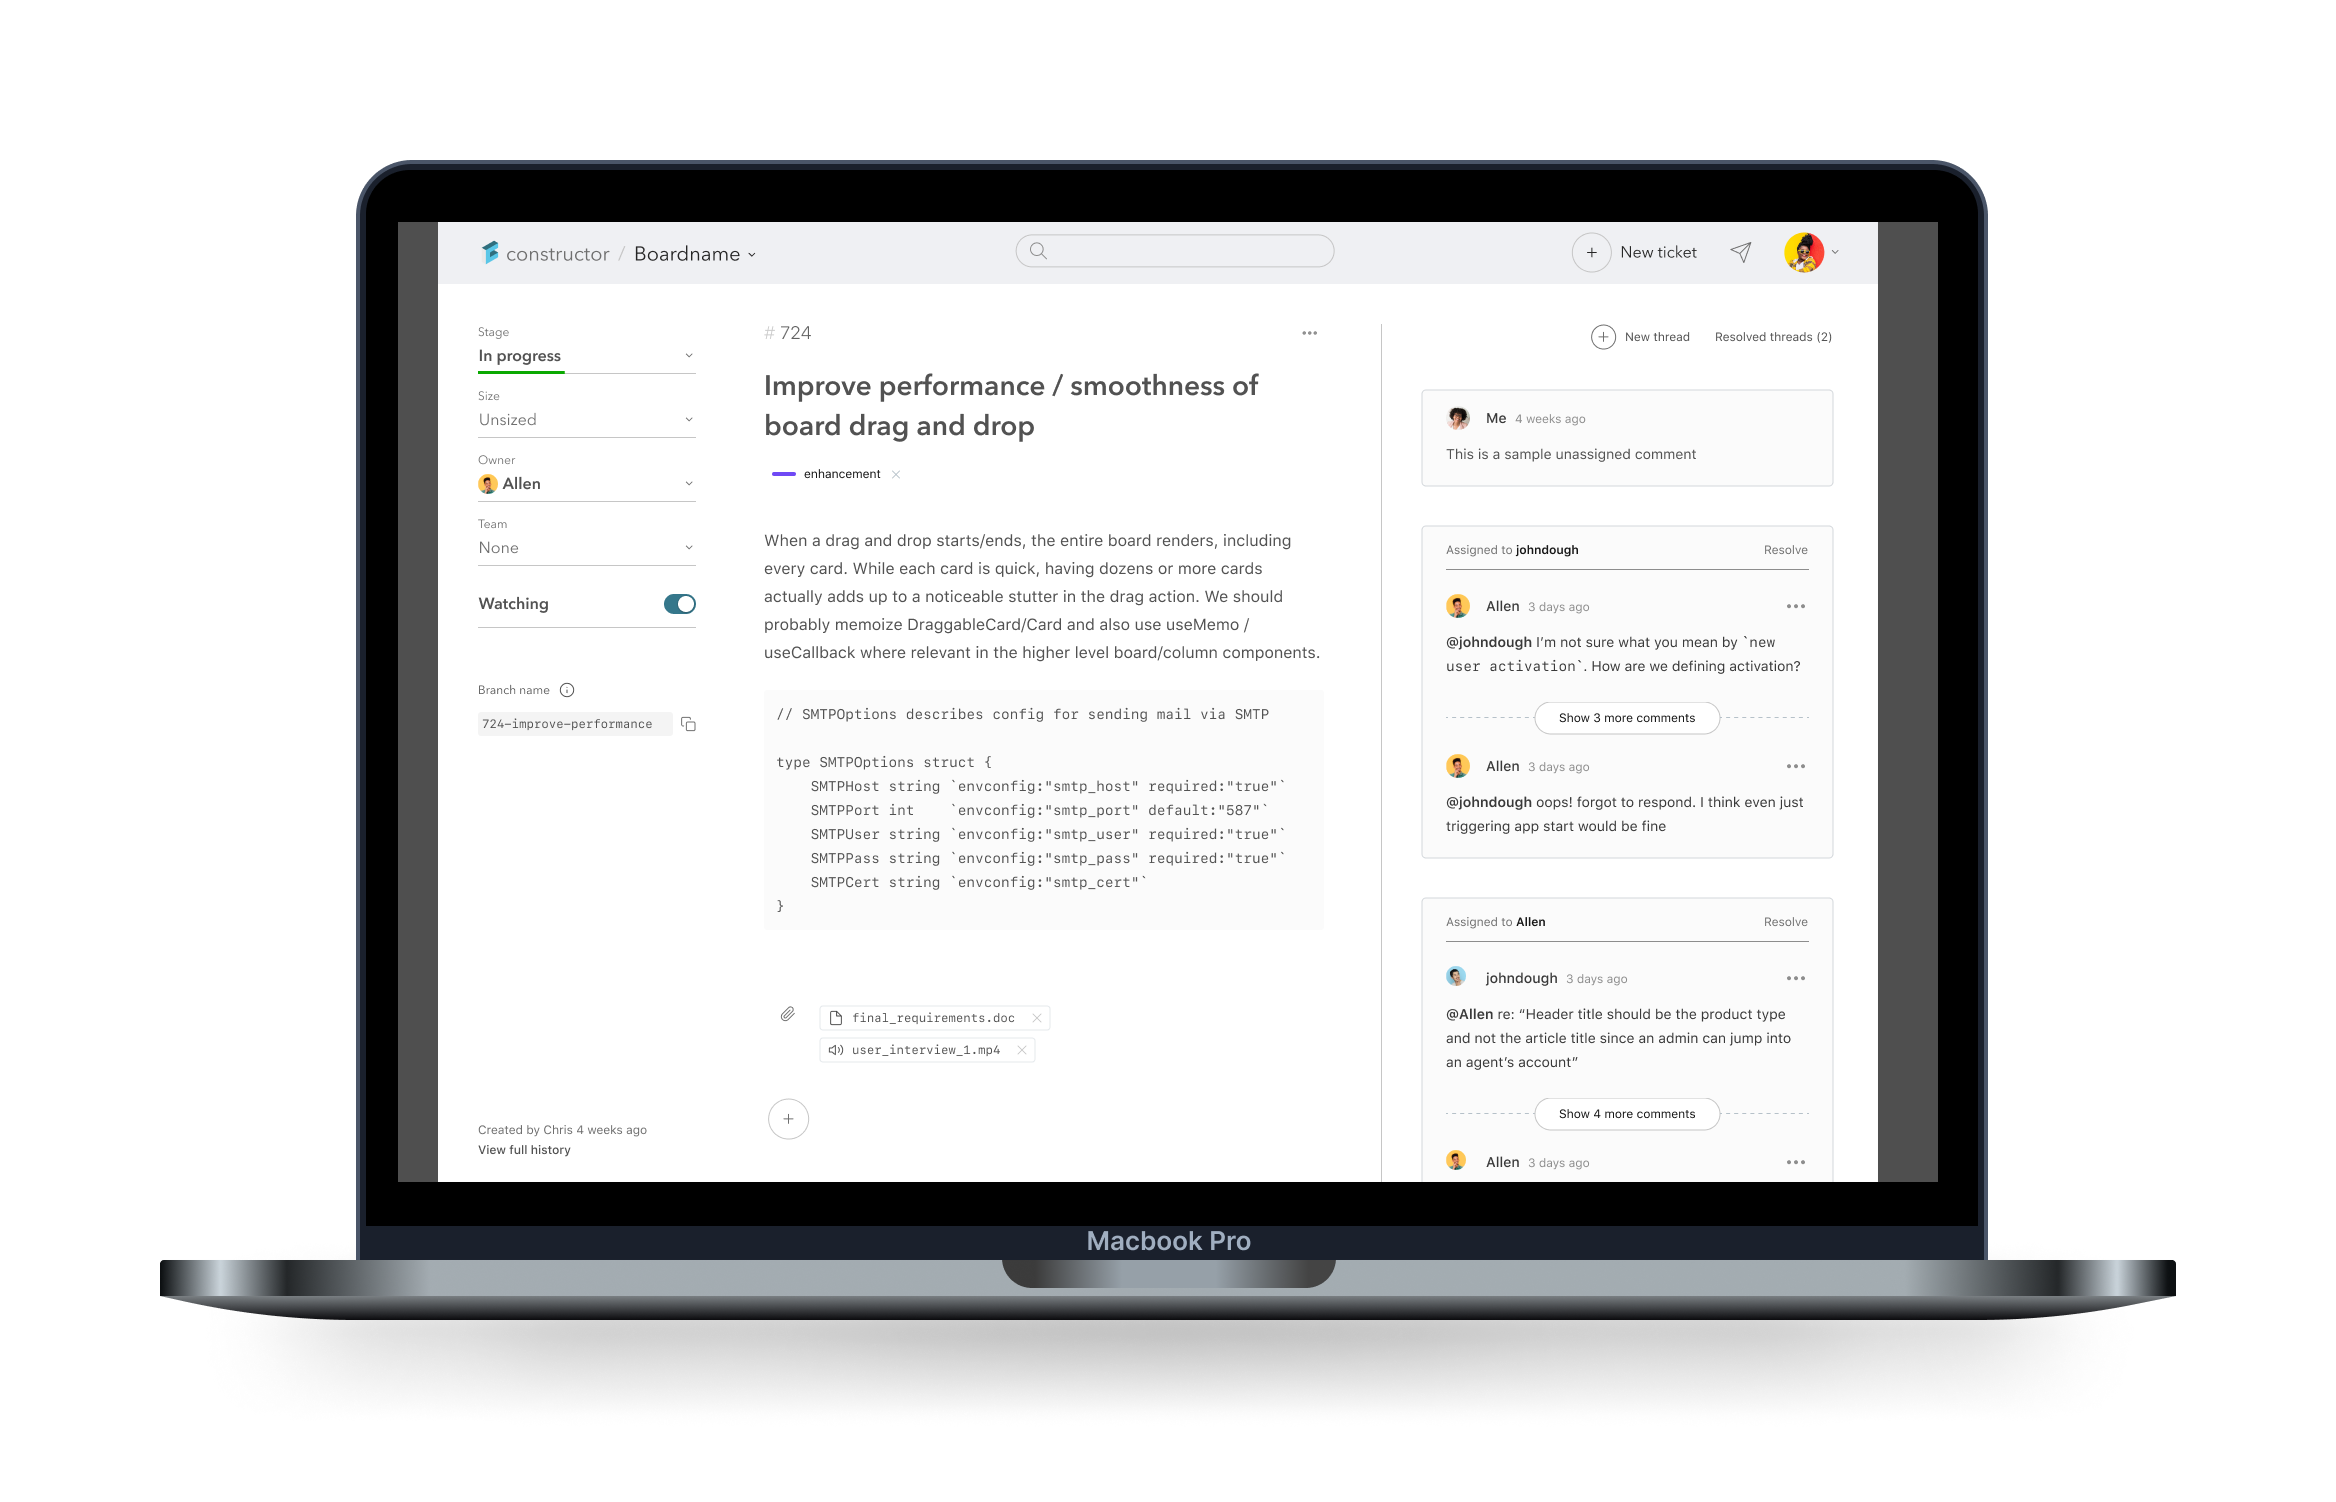 constructor / Boardname
+ New ticket
Stage
In progress
Size
Unsized
Owner
Allen
Team
None
Watching
Branch name
724-improve-performance
Created by Chris 4 weeks ago
View full history
# 724
Improve performance / smoothness of
board drag and drop
enhancement
When a drag and drop starts/ends, the entire board renders, including
every card. While each card is quick, having dozens or more cards
actually adds up to a noticeable stutter in the drag action. We should
probably memoize DraggableCard/Card and also use useMemo /
useCallback where relevant in the higher level board/column components.
// SMTPOptions describes config for sending mail via SMTP
type SMTPOptions struct {
    SMTPHost string `envconfig:"smtp_host" required:"true"`
    SMTPPort int    `envconfig:"smtp_port" default:"587"`
    SMTPUser string `envconfig:"smtp_user" required:"true"`
    SMTPPass string `envconfig:"smtp_pass" required:"true"`
    SMTPCert string `envconfig:"smtp_cert"`
}
final_requirements.doc
user_interview_1.mp4
+
+ New thread Resolved threads (2)
Me 4 weeks ago
This is a sample unassigned comment
Assigned to johndough Resolve
Allen 3 days ago
@johndough I’m not sure what you mean by `new
user activation`. How are we defining activation?
Show 3 more comments
Allen 3 days ago
@johndough oops! forgot to respond. I think even just
triggering app start would be fine
Assigned to Allen Resolve
johndough 3 days ago
@Allen re: “Header title should be the product type
and not the article title since an admin can jump into
an agent’s account”
Show 4 more comments
Allen 3 days ago
Macbook Pro